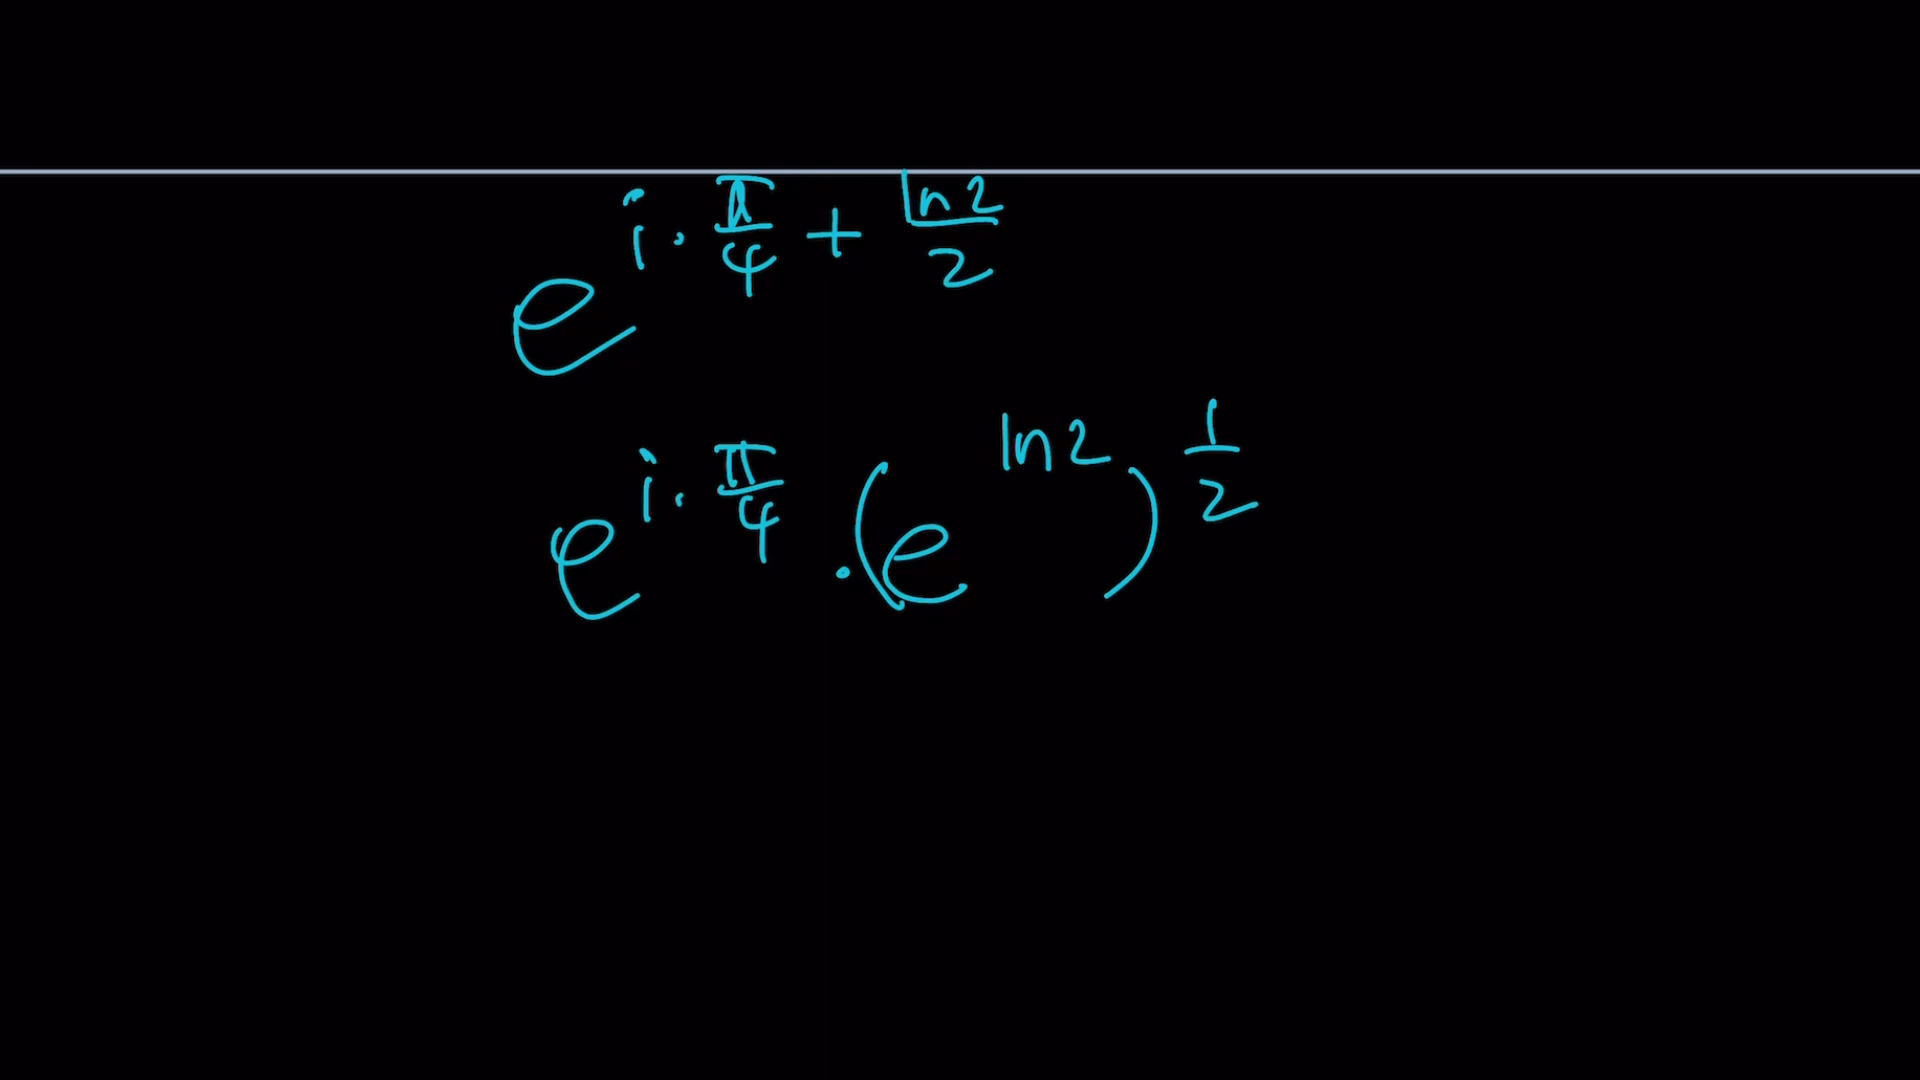 e^{i · π/4 + ln2/2}
e^{i · π/4} · (e^{ln2})^{1/2}